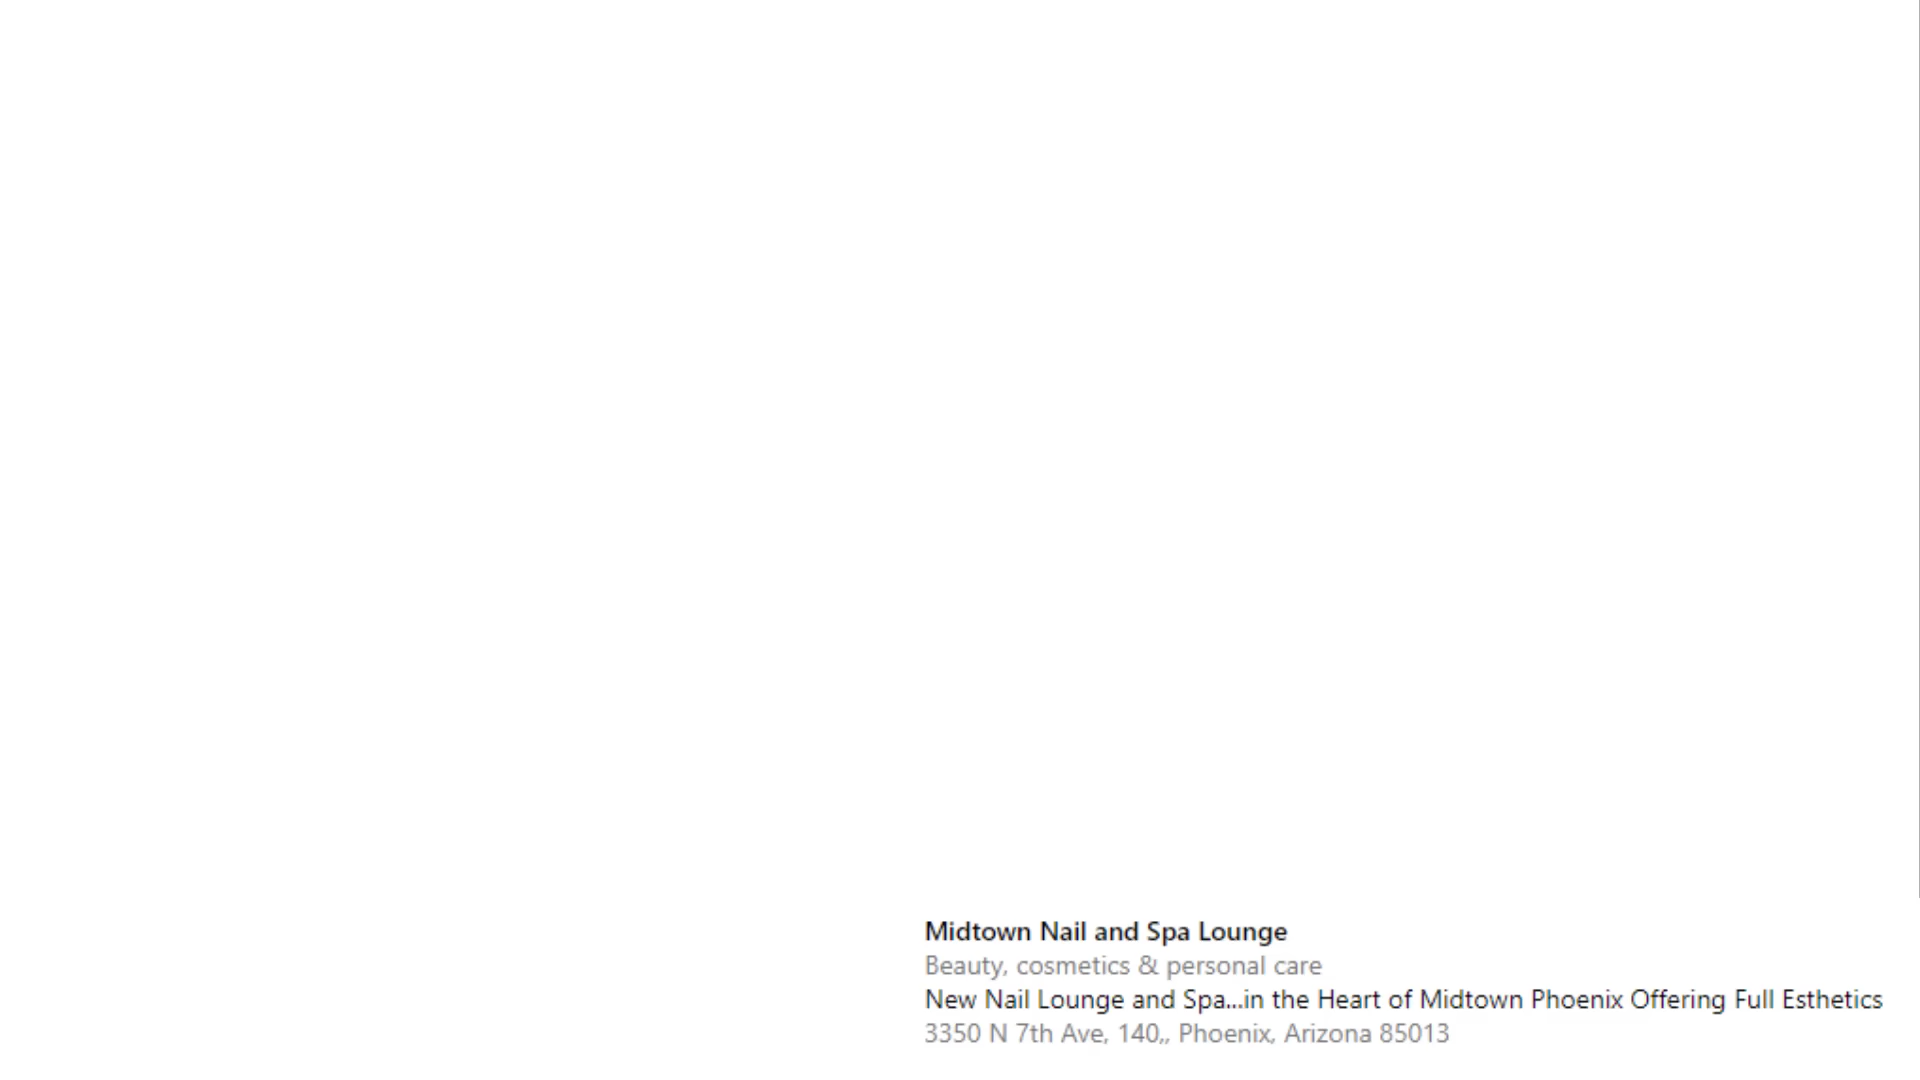 Midtown Nail and Spa Lounge
Beauty, cosmetics & personal care
New Nail Lounge and Spa...in the Heart of Midtown Phoenix Offering Full Esthetics
3350 N 7th Ave, 140,, Phoenix, Arizona 85013